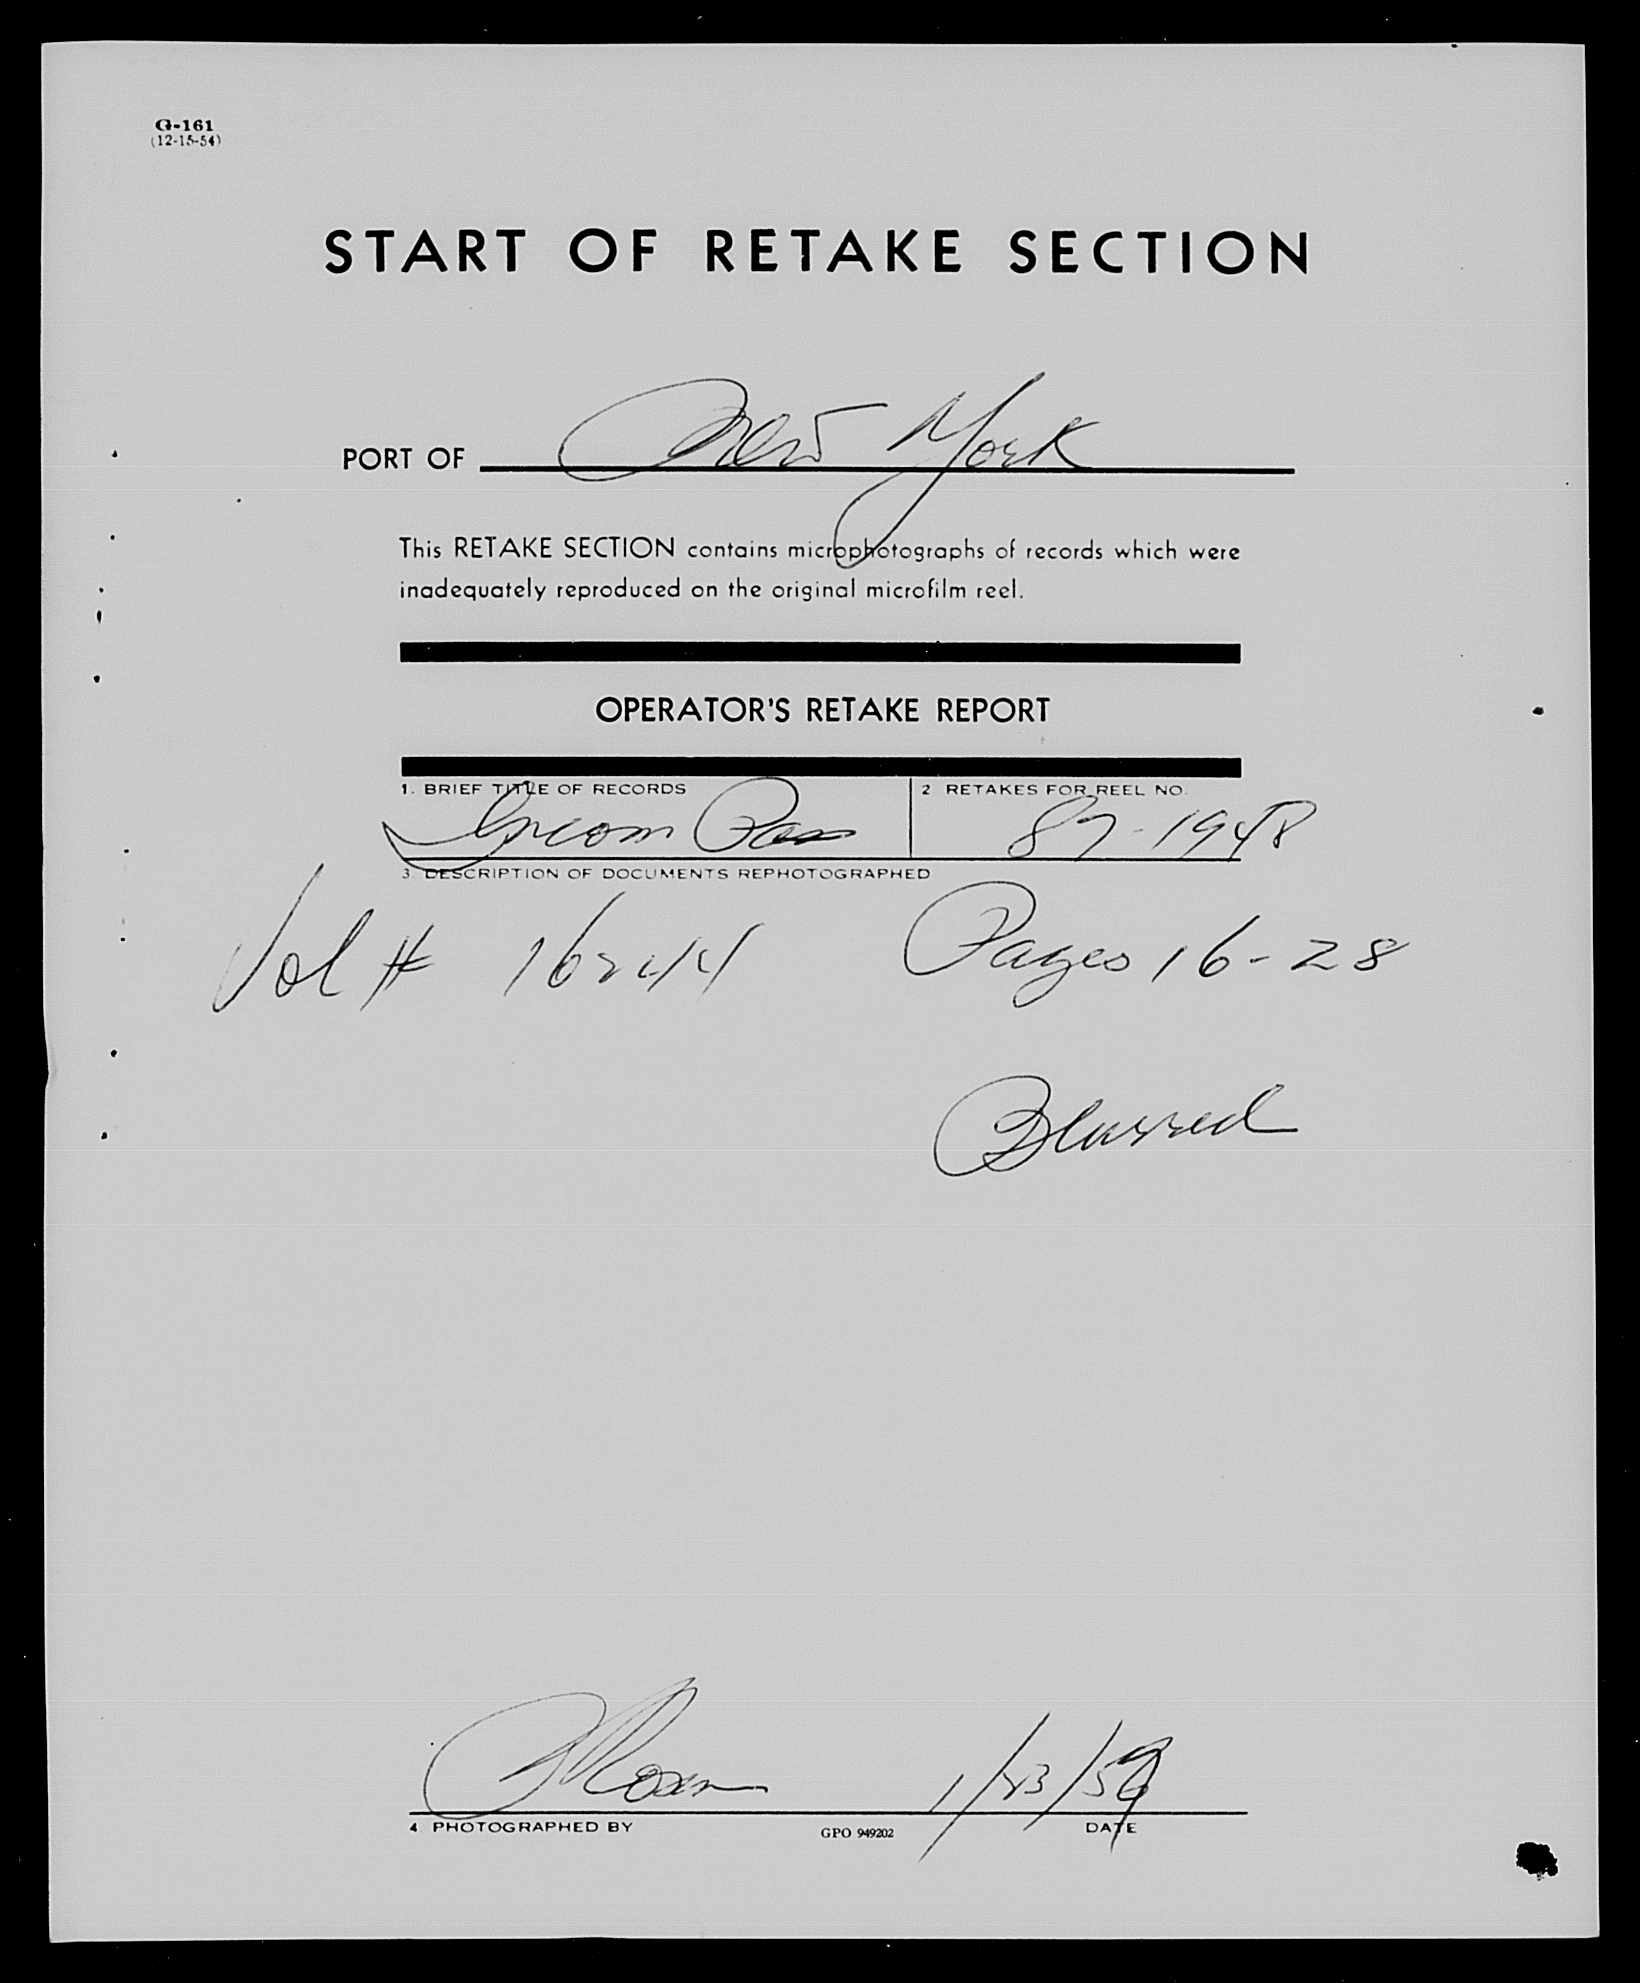 G-161
(12-15-54)
START OF RETAKE SECTION
PORT OF New York
This RETAKE SECTION contains microphotographs of records which were
inadequately reproduced on the original microfilm reel.
OPERATOR'S RETAKE REPORT
1. BRIEF TITLE OF RECORDS 2 RETAKES FOR REEL NO.
Incom Pass 87-1948
3. DESCRIPTION OF DOCUMENTS REPHOTOGRAPHED
Vol # 16244 Pages 16-28
Blurred
1/23/59
4 PHOTOGRAPHED BY GPO 949202 DATE